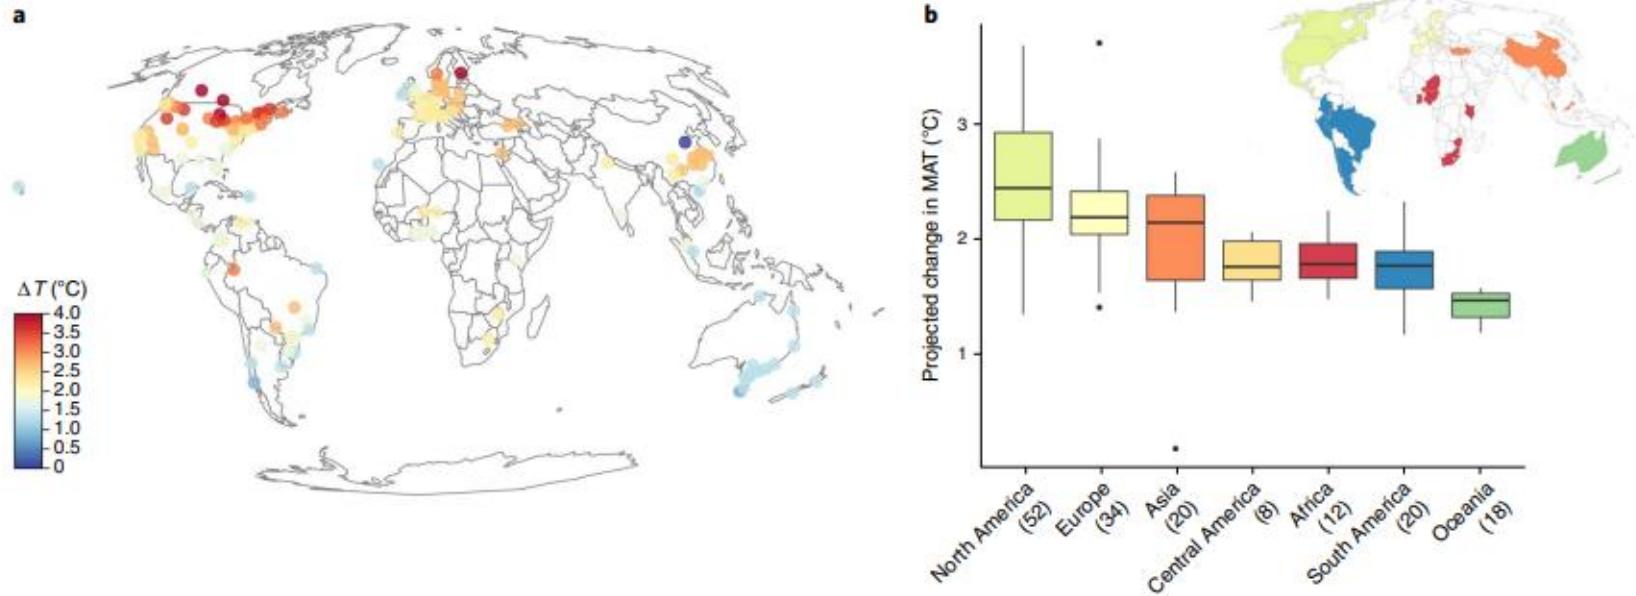 a
Δ T (°C)
4.0
3.5
3.0
2.5
2.0
1.5
1.0
0.5
0
b
Projected change in MAT (°C)
3
2
1
North America
(52)
Europe
(34)
Asia
(20)
Central America
(8)
Africa
(12)
South America
(20)
Oceania
(18)